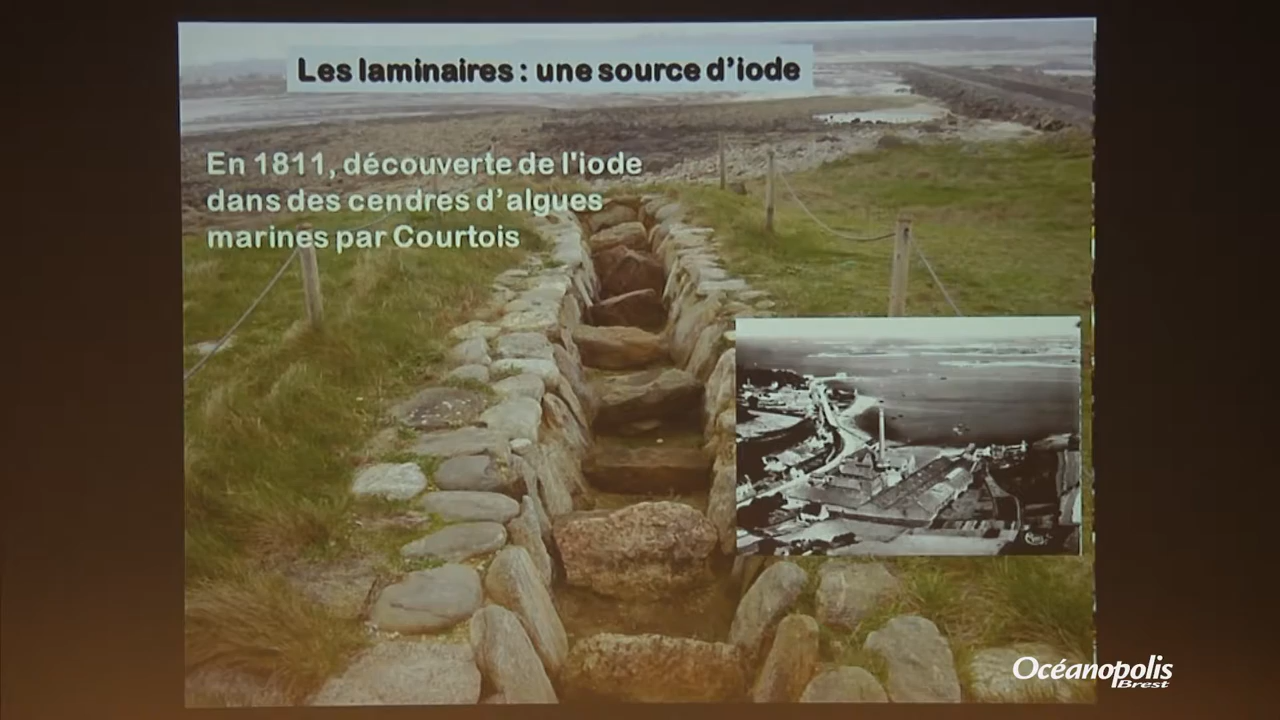 Les laminaires : une source d'iode
En 1811, découverte de l'iode
dans des cendres d'algues
marines par Courtois
Océanopolis
Brest